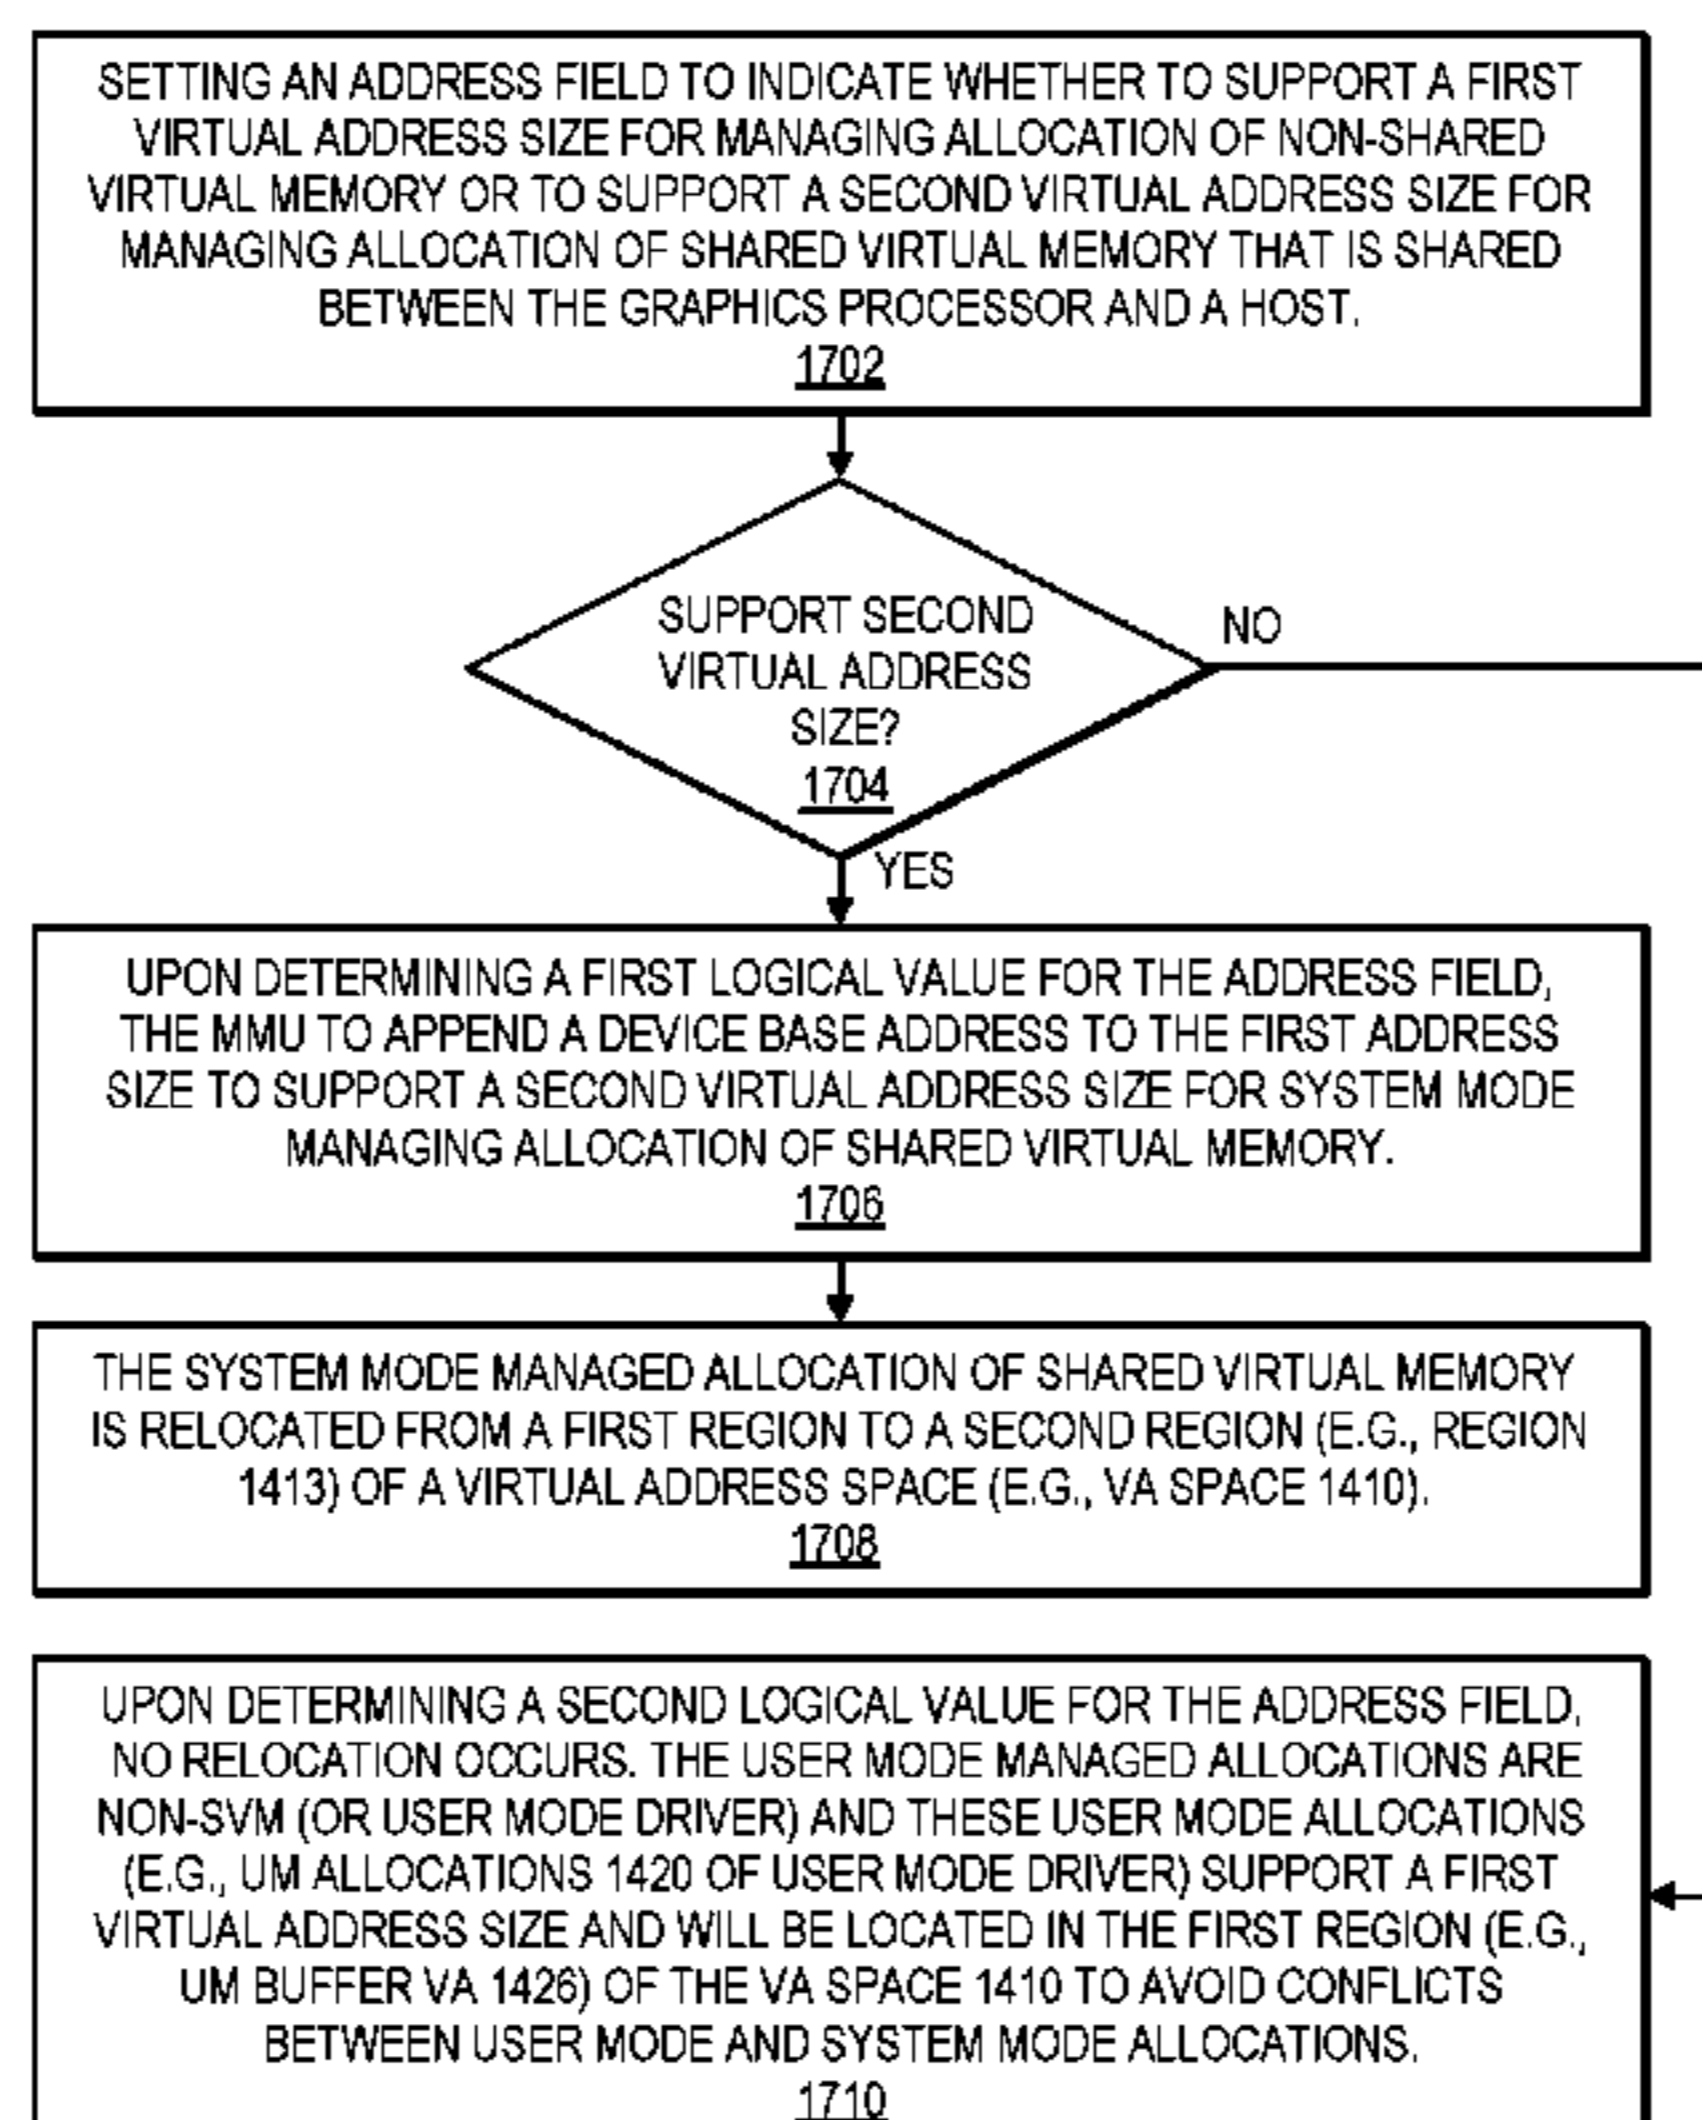 SETTING AN ADDRESS FIELD TO INDICATE WHETHER TO SUPPORT A FIRST
VIRTUAL ADDRESS SIZE FOR MANAGING ALLOCATION OF NON-SHARED
VIRTUAL MEMORY OR TO SUPPORT A SECOND VIRTUAL ADDRESS SIZE FOR
MANAGING ALLOCATION OF SHARED VIRTUAL MEMORY THAT IS SHARED
BETWEEN THE GRAPHICS PROCESSOR AND A HOST.
1702
SUPPORT SECOND
VIRTUAL ADDRESS
SIZE?
1704
NO
YES
UPON DETERMINING A FIRST LOGICAL VALUE FOR THE ADDRESS FIELD,
THE MMU TO APPEND A DEVICE BASE ADDRESS TO THE FIRST ADDRESS
SIZE TO SUPPORT A SECOND VIRTUAL ADDRESS SIZE FOR SYSTEM MODE
MANAGING ALLOCATION OF SHARED VIRTUAL MEMORY.
1706
THE SYSTEM MODE MANAGED ALLOCATION OF SHARED VIRTUAL MEMORY
IS RELOCATED FROM A FIRST REGION TO A SECOND REGION (E.G., REGION
1413) OF A VIRTUAL ADDRESS SPACE (E.G., VA SPACE 1410).
1708
UPON DETERMINING A SECOND LOGICAL VALUE FOR THE ADDRESS FIELD,
NO RELOCATION OCCURS. THE USER MODE MANAGED ALLOCATIONS ARE
NON-SVM (OR USER MODE DRIVER) AND THESE USER MODE ALLOCATIONS
(E.G., UM ALLOCATIONS 1420 OF USER MODE DRIVER) SUPPORT A FIRST
VIRTUAL ADDRESS SIZE AND WILL BE LOCATED IN THE FIRST REGION (E.G.,
UM BUFFER VA 1426) OF THE VA SPACE 1410 TO AVOID CONFLICTS
BETWEEN USER MODE AND SYSTEM MODE ALLOCATIONS.
1710